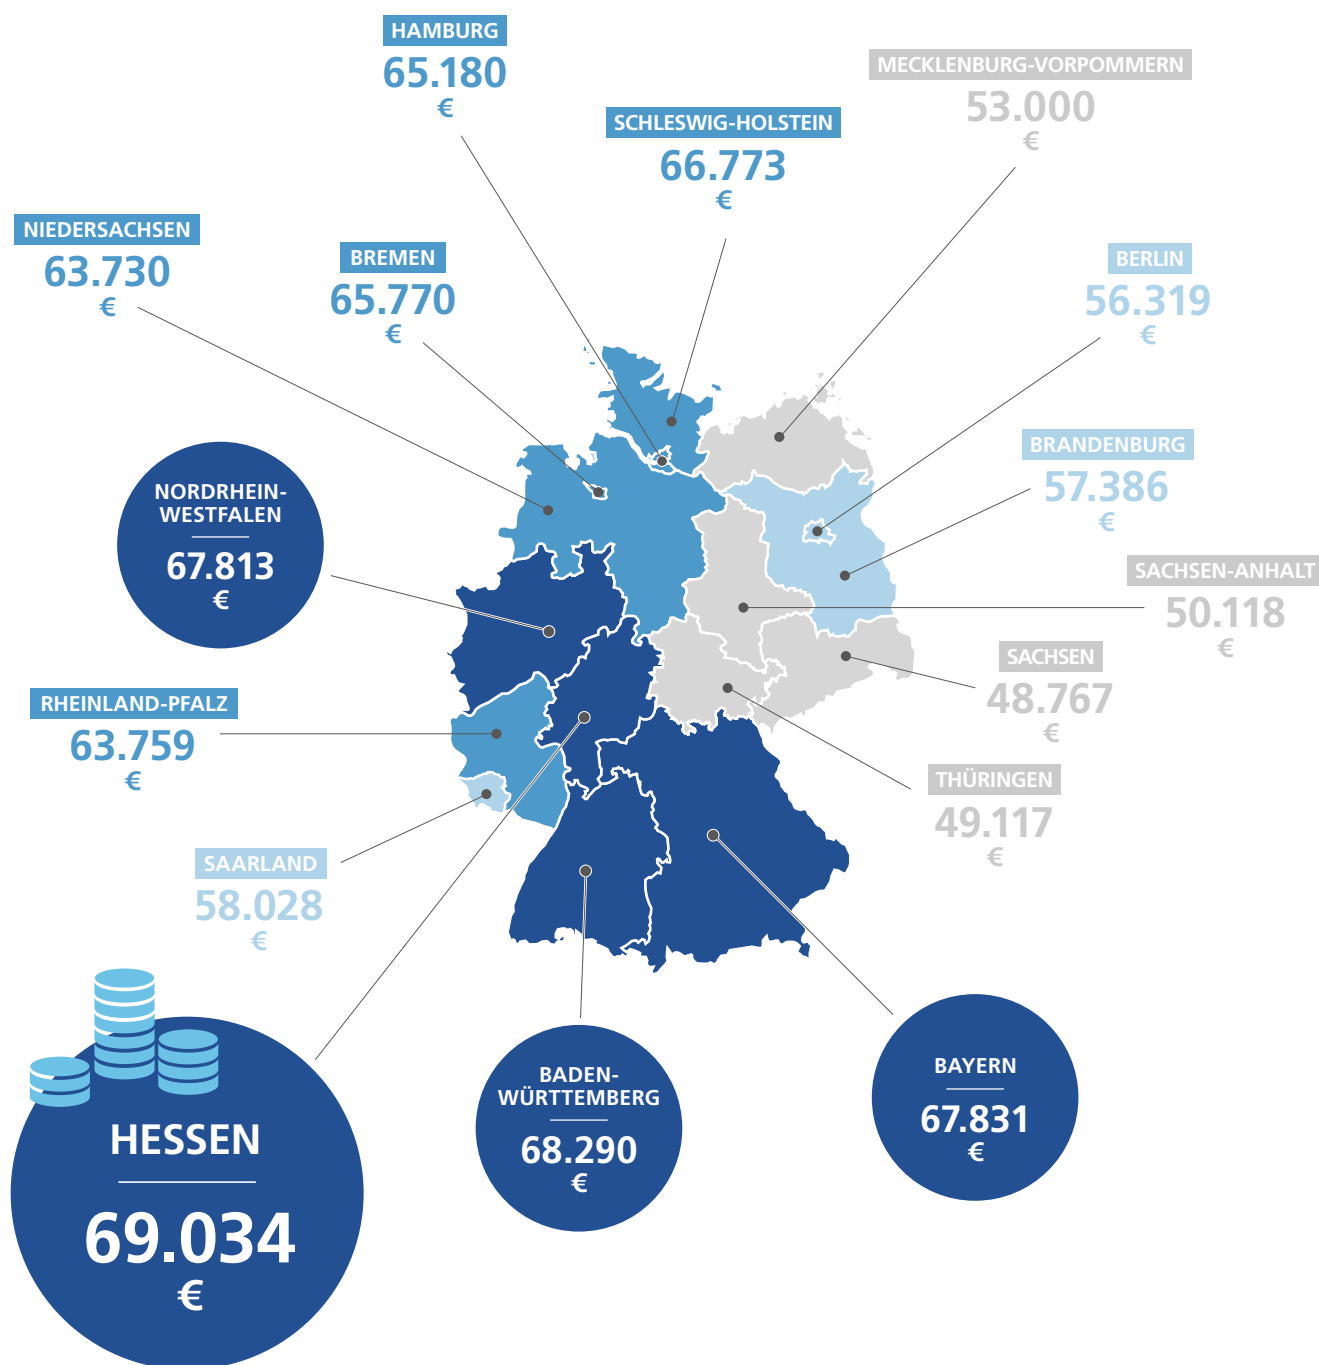 HAMBURG
65.180
€
MECKLENBURG-VORPOMMERN
53.000
€
SCHLESWIG-HOLSTEIN
66.773
€
NIEDERSACHSEN
63.730
€
BREMEN
65.770
€
BERLIN
56.319
€
NORDRHEIN-
WESTFALEN
67.813
€
BRANDENBURG
57.386
€
SACHSEN-ANHALT
50.118
€
SACHSEN
48.767
€
RHEINLAND-PFALZ
63.759
€
THÜRINGEN
49.117
€
SAARLAND
58.028
€
HESSEN
69.034
€
BADEN-
WÜRTTEMBERG
68.290
€
BAYERN
67.831
€